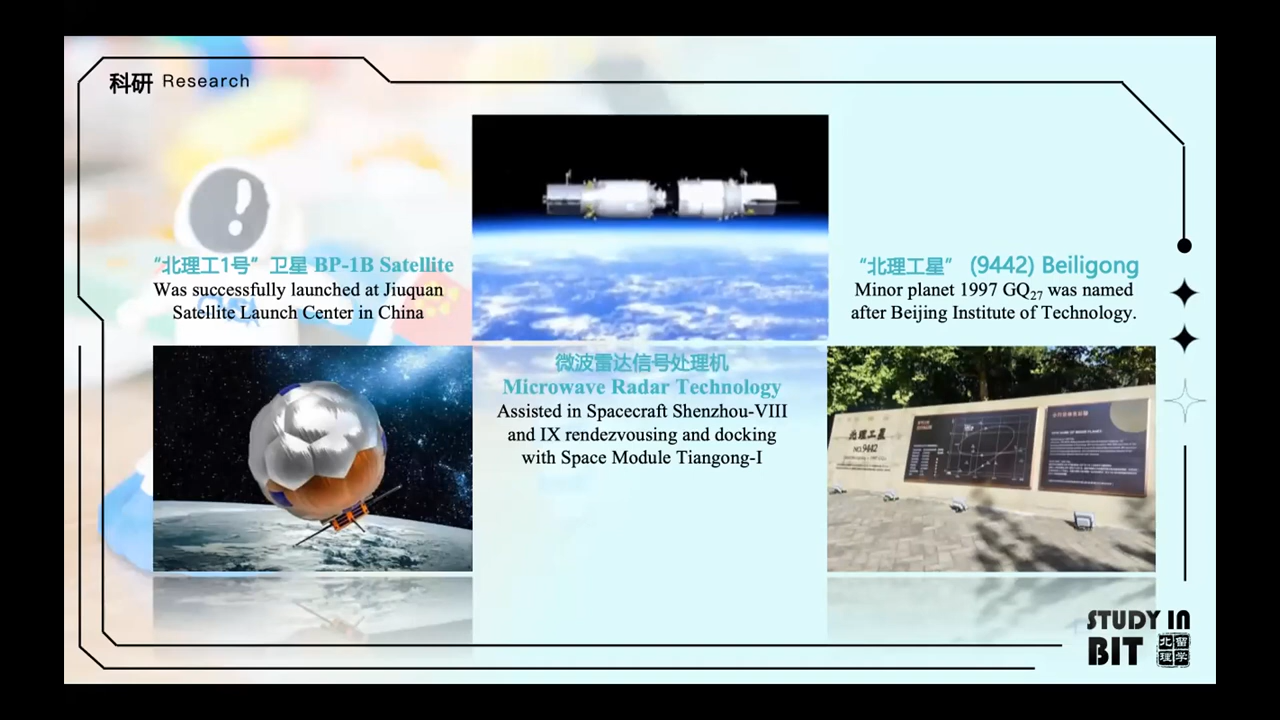 科研 Research
“北理工1号”卫星 BP-1B Satellite
Was successfully launched at Jiuquan
Satellite Launch Center in China
微波雷达信号处理机
Microwave Radar Technology
Assisted in Spacecraft Shenzhou-VIII
and IX rendezvousing and docking
with Space Module Tiangong-I
“北理工星” (9442) Beiligong
Minor planet 1997 GQ27 was named
after Beijing Institute of Technology.
北理工星
NO.9442
STUDY IN
BIT
北留
理学